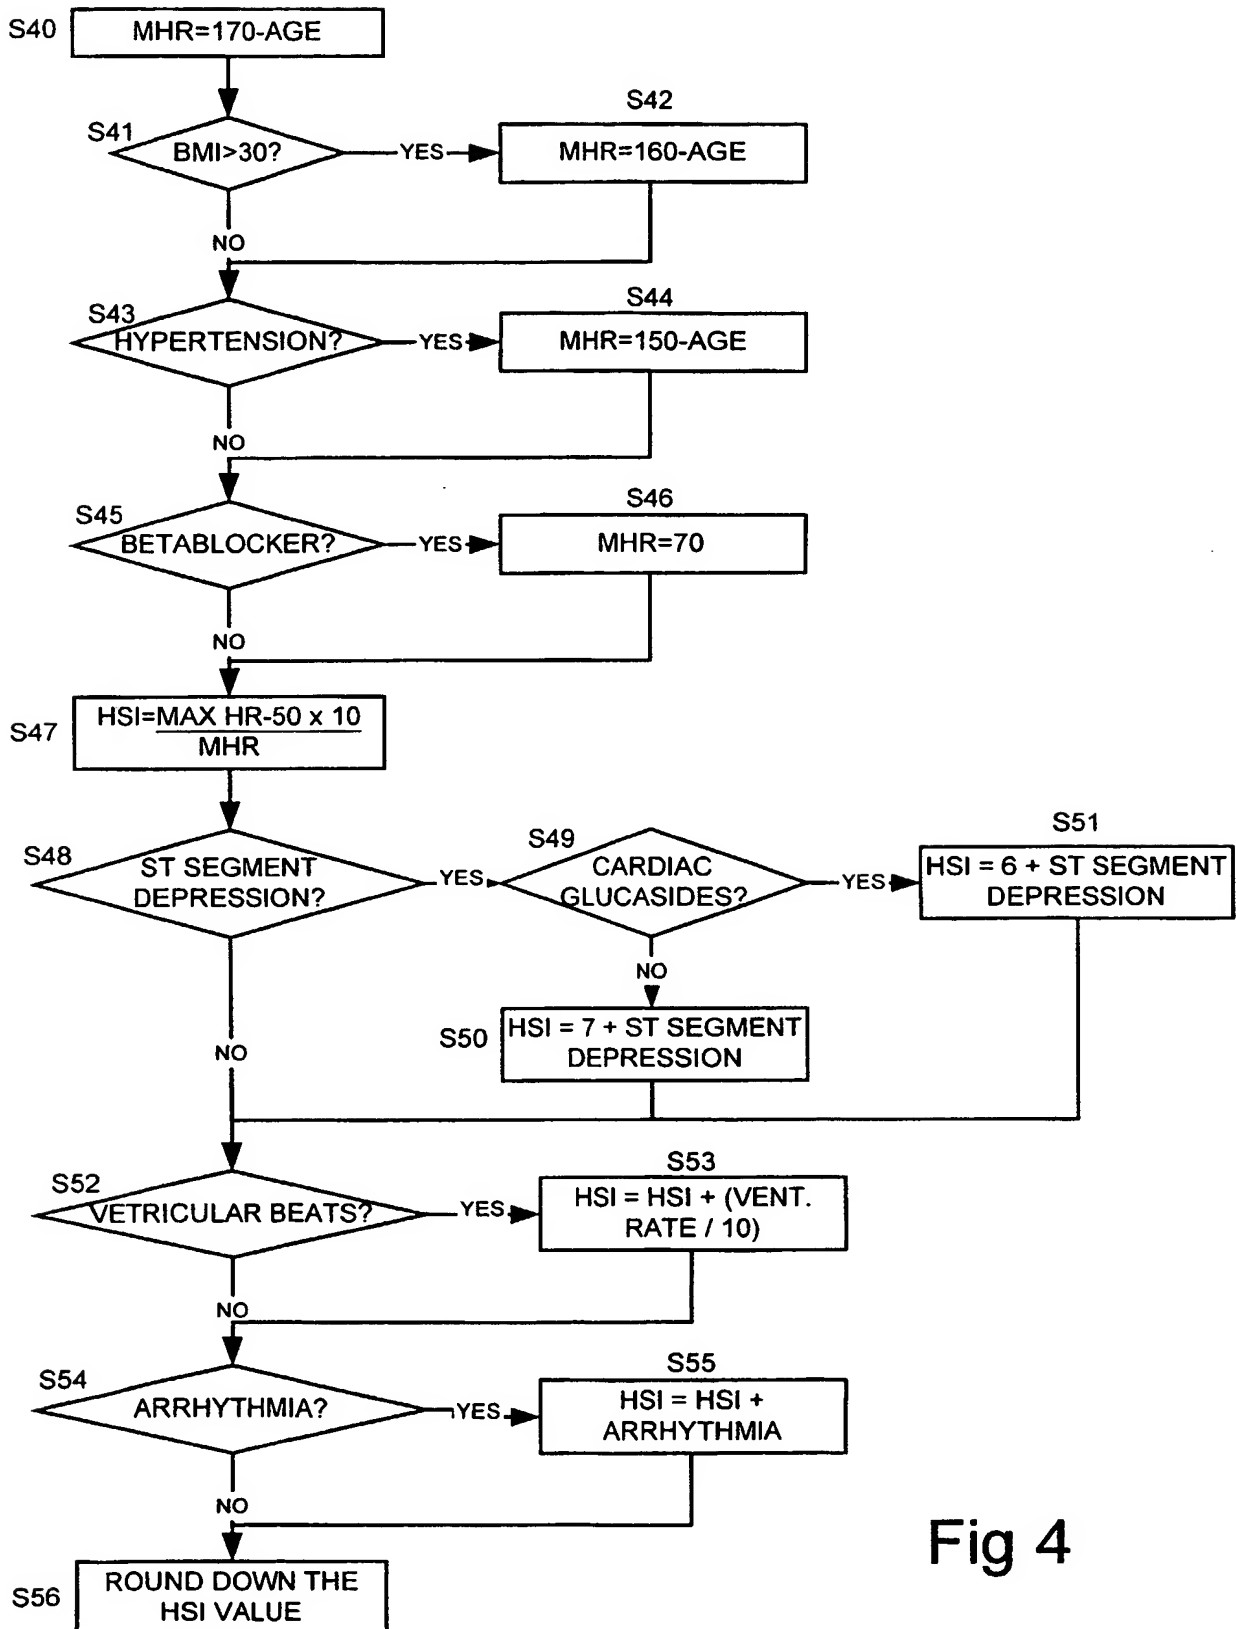 S40
MHR=170-AGE
S41
BMI>30?
YES
S42
MHR=160-AGE
NO
S43
HYPERTENSION?
YES
S44
MHR=150-AGE
NO
S45
BETABLOCKER?
YES
S46
MHR=70
NO
S47
HSI=MAX HR-50 x 10
MHR
S48
ST SEGMENT
DEPRESSION?
YES
S49
CARDIAC
GLUCASIDES?
YES
S51
HSI = 6 + ST SEGMENT
DEPRESSION
NO
S50
HSI = 7 + ST SEGMENT
DEPRESSION
NO
S52
VETRICULAR BEATS?
YES
S53
HSI = HSI + (VENT.
RATE / 10)
NO
S54
ARRHYTHMIA?
YES
S55
HSI = HSI +
ARRHYTHMIA
NO
S56
ROUND DOWN THE
HSI VALUE
Fig 4